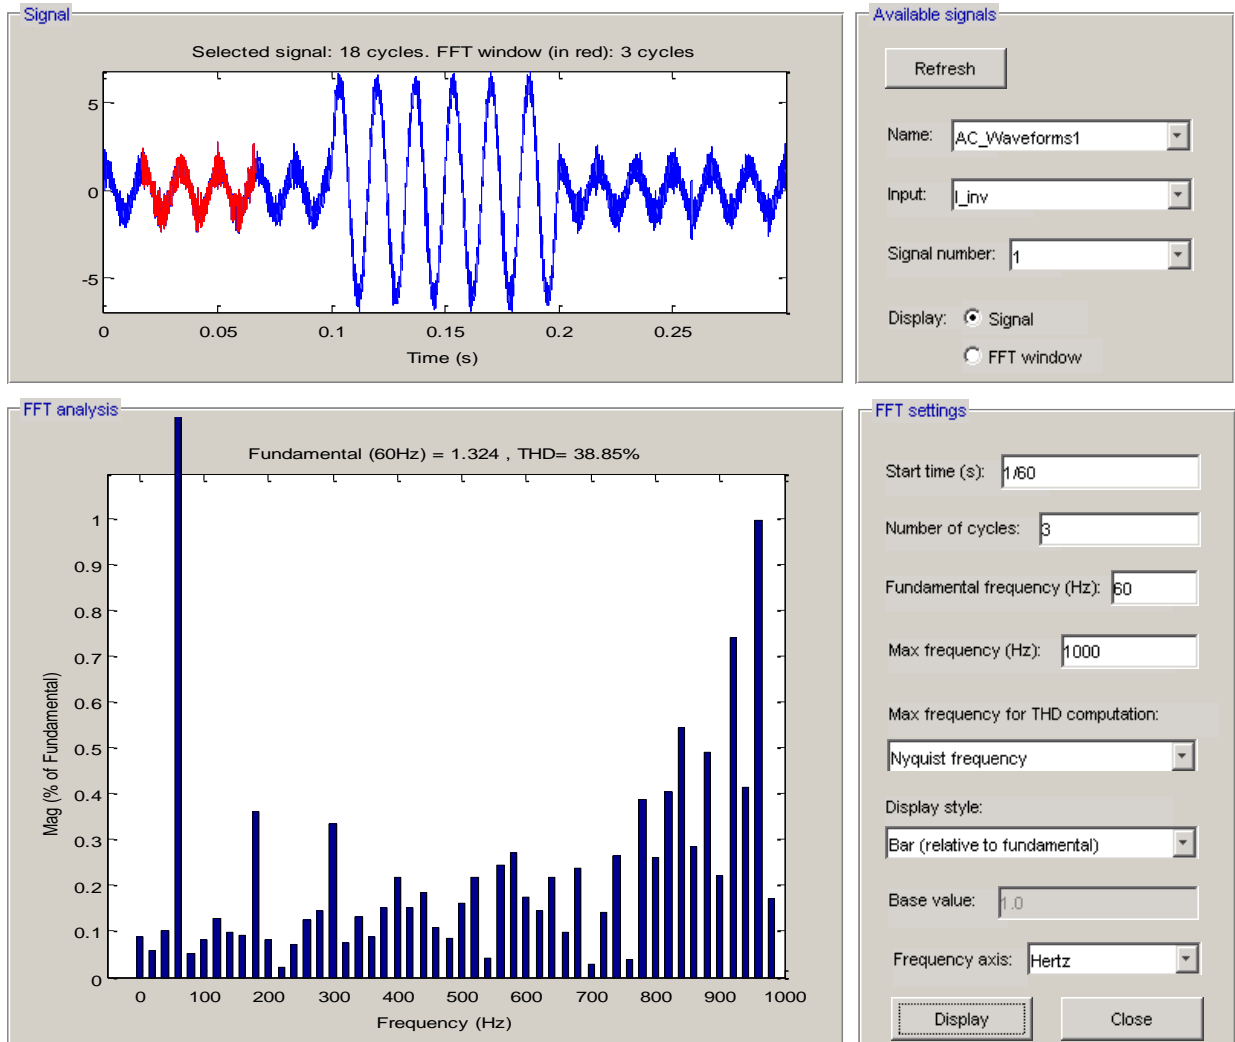 Signal
Selected signal: 18 cycles. FFT window (in red): 3 cycles
5
0
-5
0
0.05
0.1
0.15
0.2
0.25
Time (s)
Available signals
Refresh
Name: AC_Waveforms1
Input: I_inv
Signal number: 1
Display: Signal
FFT window
FFT analysis
Fundamental (60Hz) = 1.324 , THD= 38.85%
1
0.9
0.8
0.7
0.6
0.5
0.4
0.3
0.2
0.1
0
Mag (% of Fundamental)
0
100
200
300
400
500
600
700
800
900
1000
Frequency (Hz)
FFT settings
Start time (s): 1/60
Number of cycles: 3
Fundamental frequency (Hz): 60
Max frequency (Hz): 1000
Max frequency for THD computation:
Nyquist frequency
Display style:
Bar (relative to fundamental)
Base value: 1.0
Frequency axis: Hertz
Display
Close